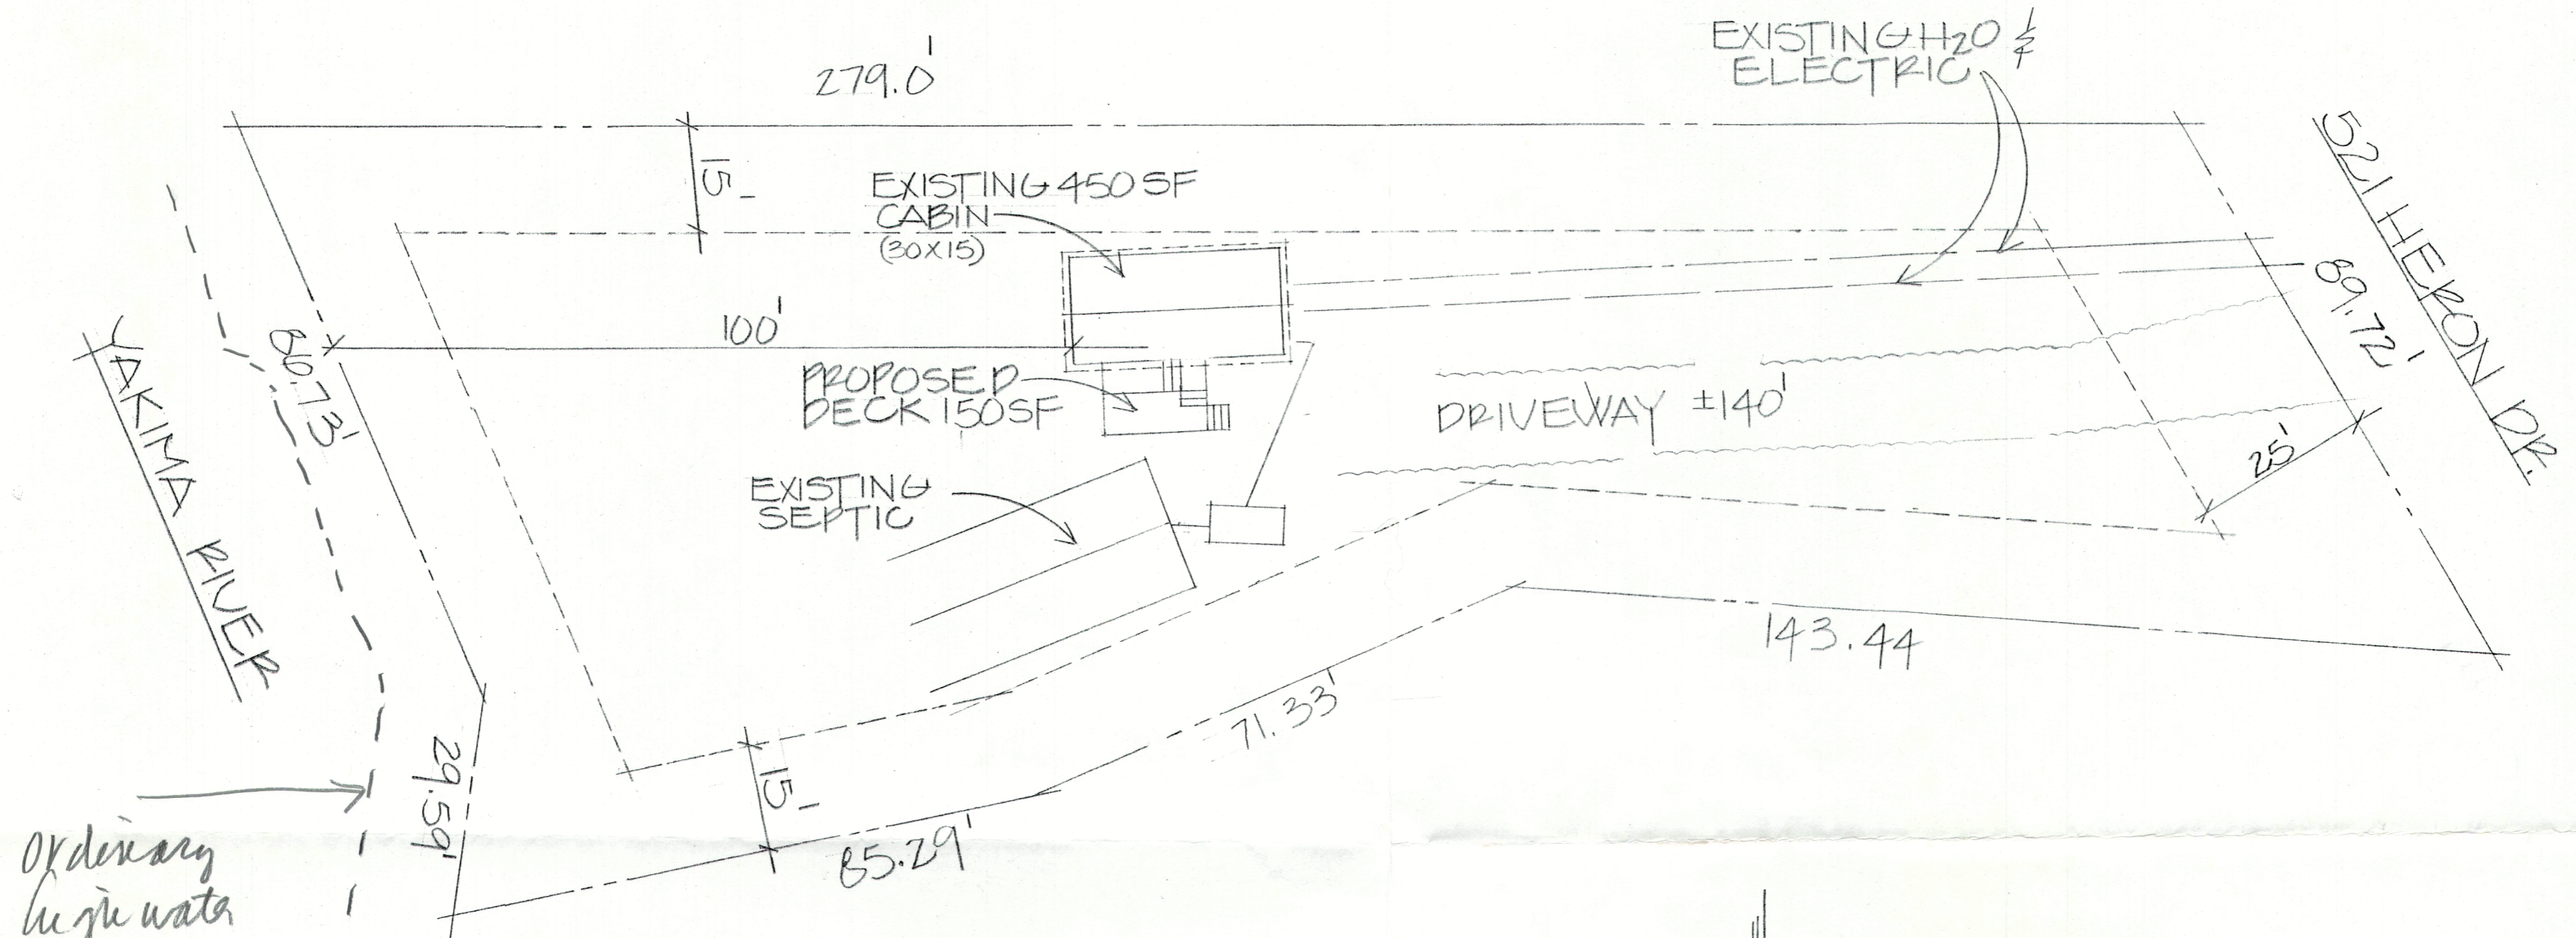 279.0'
EXISTING H2O &
ELECTRIC
15'
EXISTING 450 SF
CABIN
(30X15)
521 HERON DR.
89.72'
100'
86.73'
YAKIMA RIVER
PROPOSED
DECK 150 SF
DRIVEWAY ±140'
25'
EXISTING
SEPTIC
143.44
71.33'
29.59'
15'
85.29'
Ordinary
high water